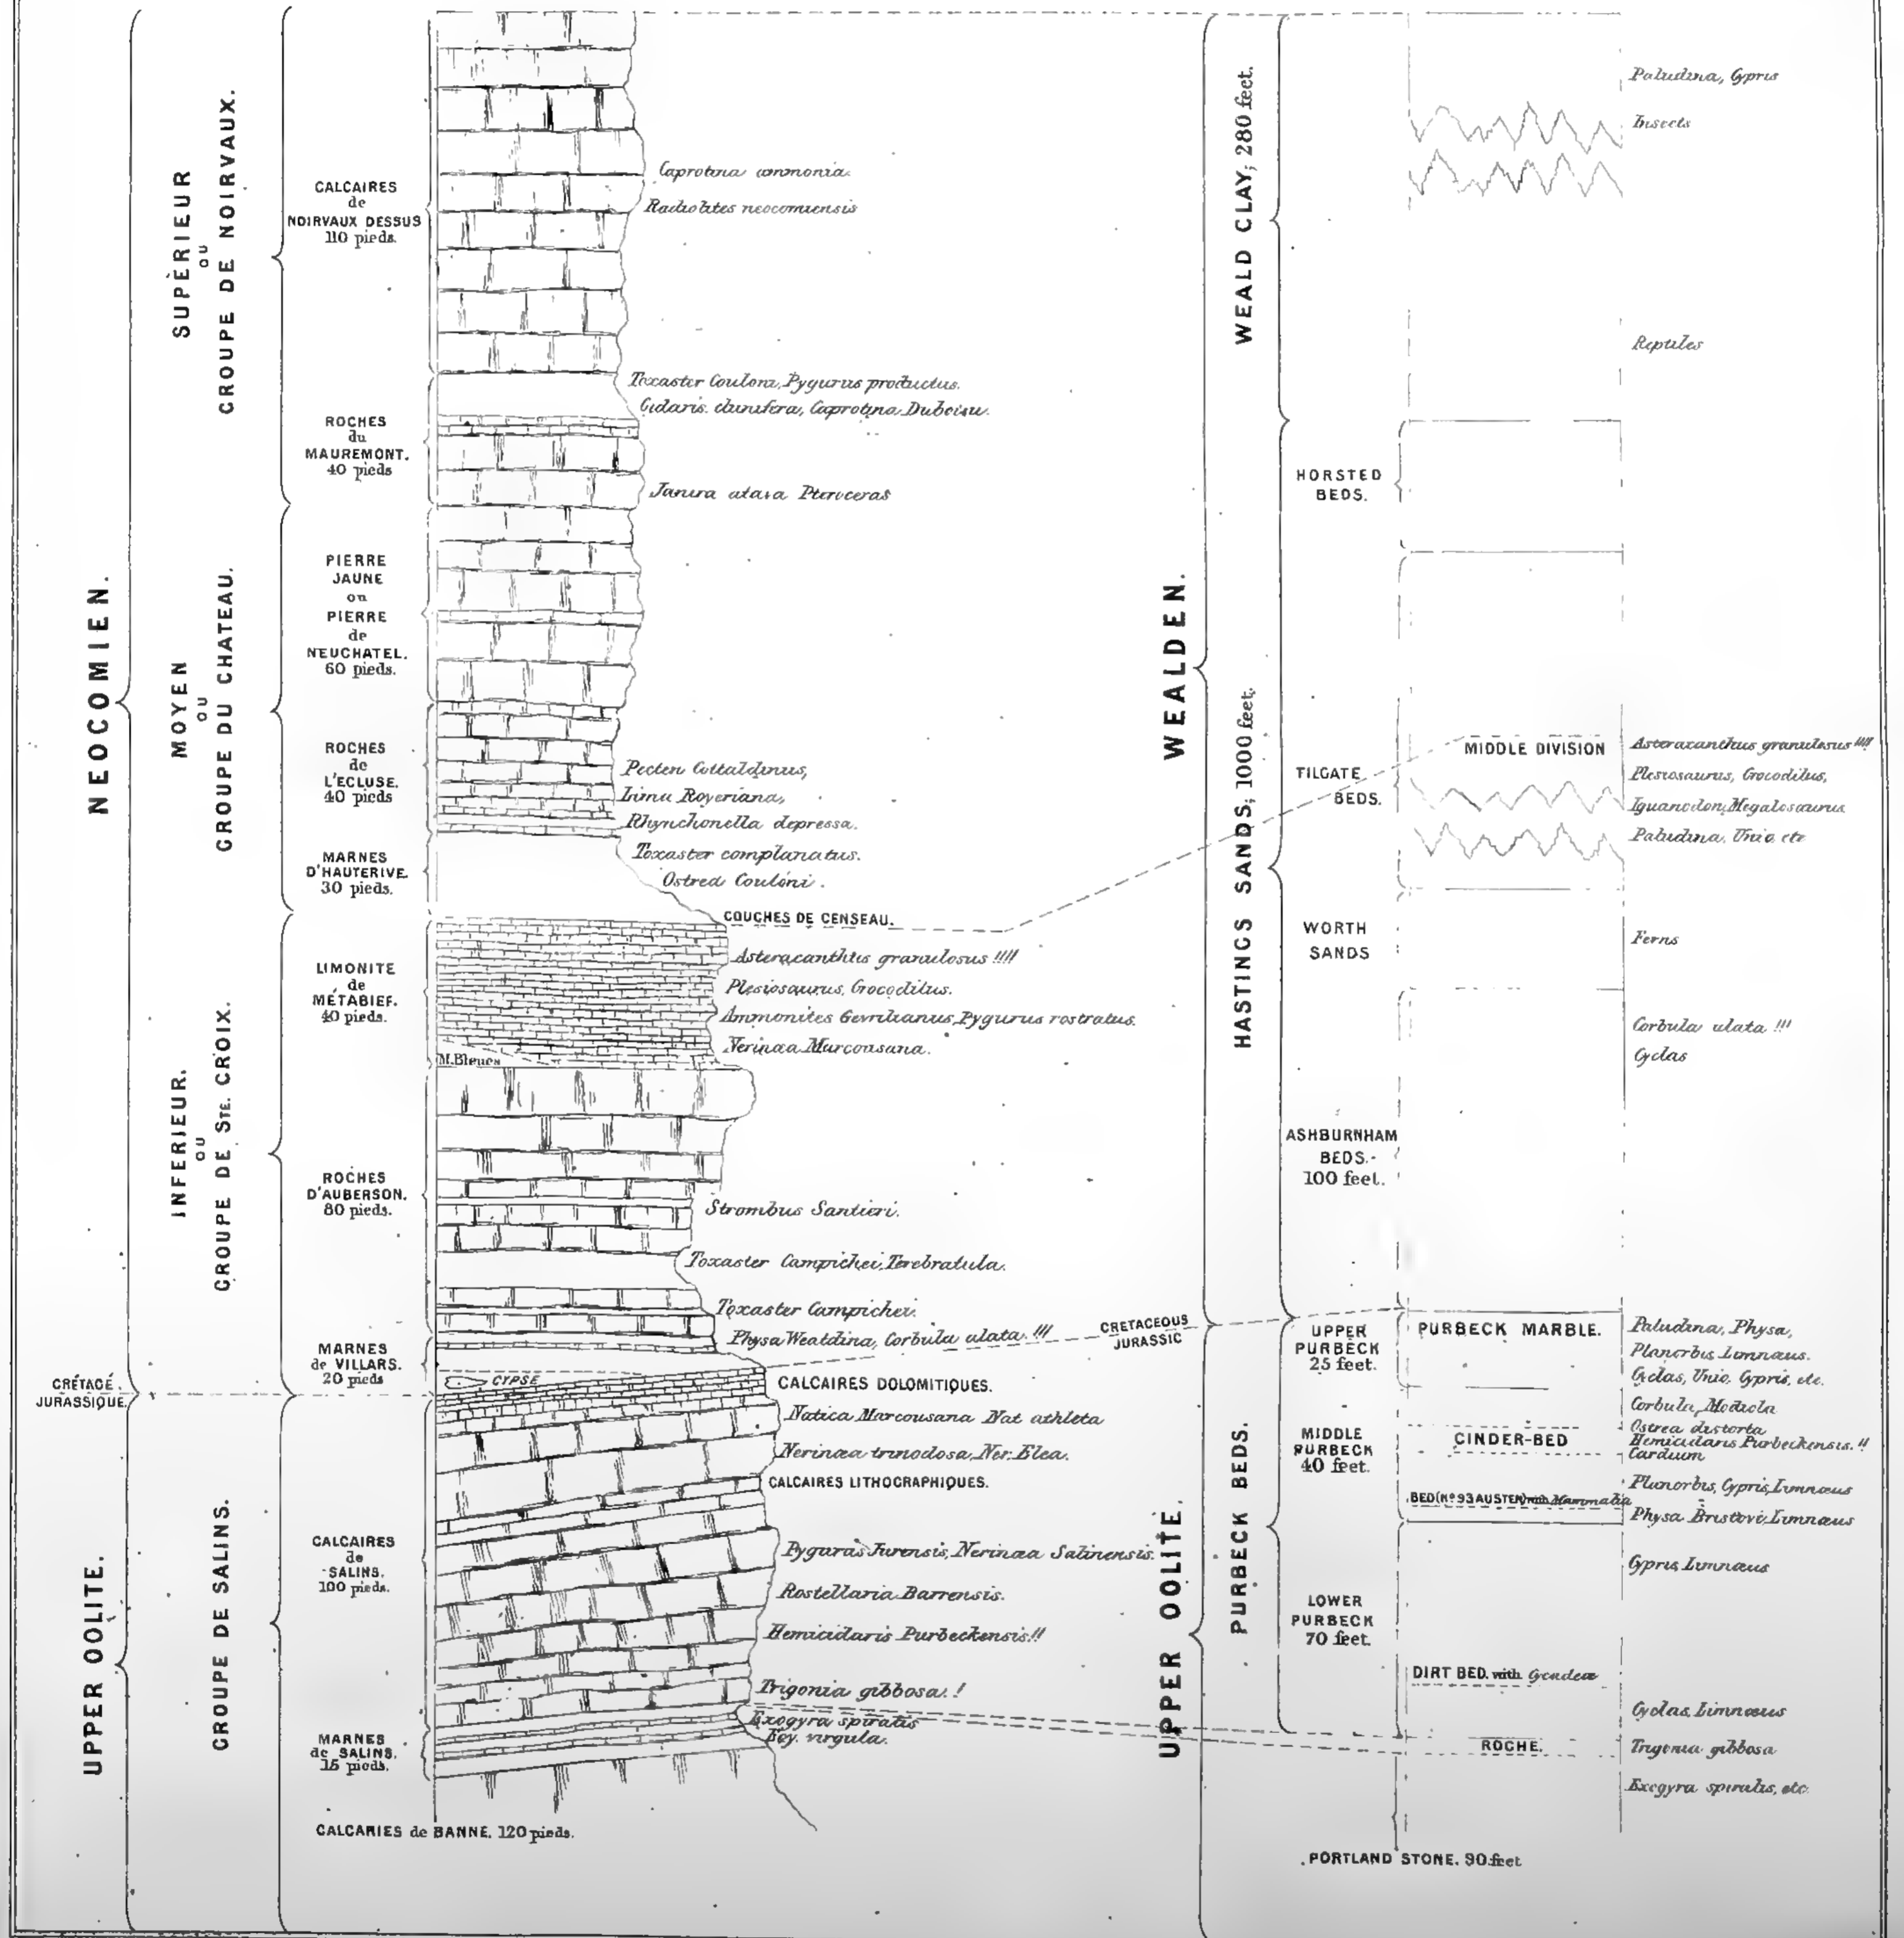 NEOCOMIEN.
CRÉTACÉ.
JURASSIQUE.
UPPER OOLITE.
SUPÈRIEUR
OU
GROUPE DE NOIRVAUX.
MOYEN
OU
GROUPE DU CHATEAU.
INFERIEUR.
OU
GROUPE DE STE. CROIX.
GROUPE DE SALINS.
CALCAIRES
de
NOIRVAUX DESSUS
110 pieds.
ROCHES
du
MAUREMONT.
40 pieds
PIERRE
JAUNE
ou
PIERRE
de
NEUCHATEL.
60 pieds.
ROCHES
de
L'ECLUSE.
40 pieds
MARNES
D'HAUTERIVE.
30 pieds.
LIMONITE
de
MÉTABIEF.
40 pieds.
ROCHES
D'AUBERSON.
80 pieds.
MARNES
de VILLARS.
20 pieds
CALCAIRES
de
SALINS.
100 pieds.
MARNES
de SALINS.
15 pieds.
CALCARIES de BANNE. 120 pieds.
M. Bleues
GYPSE
Caprotina ammonia.
Radiolites neocomiensis
Toxaster Couloni, Pygurus productus.
Cidaris clunifera, Caprotina Duboisii.
Janira atava Pteroceras
Pecten Cottaldinus,
Lima Royeriana,
Rhynchonella depressa.
Toxaster complanatus.
Ostrea Couloni.
COUCHES DE CENSEAU.
Asteracanthus granulosus !!!!
Plesiosaurus, Crocodilus.
Ammonites Gevrilianus, Pygurus rostratus.
Nerinæa Marcousana.
Strombus Santieri.
Toxaster Campichei, Terebratula.
Toxaster Campichei.
Physa Wealdina, Corbula alata !!!
CALCAIRES DOLOMITIQUES.
Natica Marcousana Nat athleta
Nerinæa trinodosa, Ner. Elea.
CALCAIRES LITHOGRAPHIQUES.
Pygurus Jurensis, Nerinæa Salinensis.
Rostellaria Barrensis.
Hemicidaris Purbeckensis !!
Trigonia gibbosa. !
Exogyra spiralis
Exy. virgula.
CRETACEOUS
JURASSIC
WEALDEN.
UPPER OOLITE.
WEALD CLAY; 280 feet.
HASTINGS SANDS; 1000 feet.
PURBECK BEDS.
HORSTED
BEDS.
TILGATE
BEDS.
WORTH
SANDS
ASHBURNHAM
BEDS.
100 feet.
UPPER
PURBECK
25 feet.
MIDDLE
PURBECK
40 feet.
LOWER
PURBECK
70 feet.
PORTLAND STONE. 90 feet
MIDDLE DIVISION
PURBECK MARBLE.
CINDER-BED
BED (No 93 AUSTEN) with Mammalia
DIRT BED. with Cycadeæ
ROCHE.
Paludina, Cypris
Insects
Reptiles
Asteracanthus granulosus !!!!
Plesiosaurus, Crocodilus,
Iguanodon, Megalosaurus
Paludina, Unio, etc
Ferns
Corbula alata !!!
Cyclas
Paludina, Physa,
Planorbis Limnæus.
Cyclas, Unio, Cypris, etc.
Corbula, Modiola
Ostrea distorta
Hemicidaris Purbeckensis. !!
Cardium
Planorbis, Cypris, Limnæus
Physa Bristovi, Limnæus
Cypris, Limnæus
Cyclas, Limnæus
Trigonia gibbosa
Exogyra spiralis, etc.